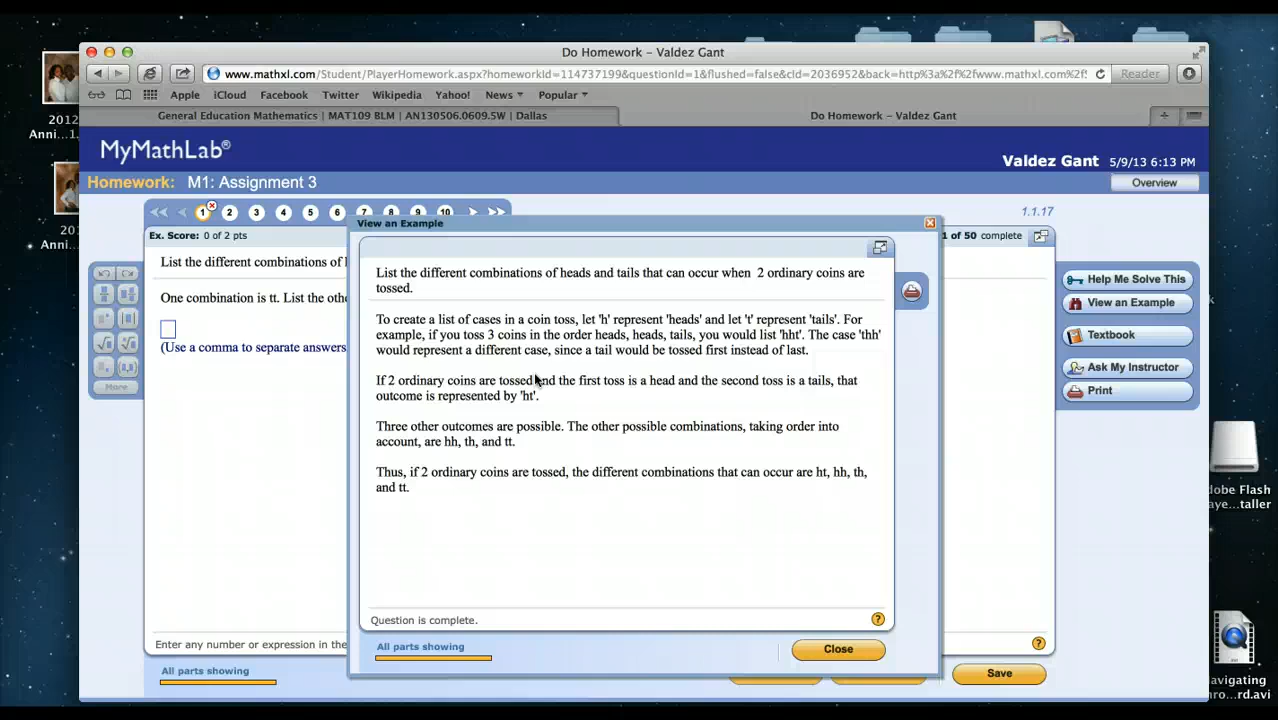 Do Homework – Valdez Gant
www.mathxl.com/Student/PlayerHomework.aspx?homeworkId=114737199&questionId=1&flushed=false&cId=2036952&back=http%3a%2f%2fwww.mathxl.com%2f!
Reader
Apple iCloud Facebook Twitter Wikipedia Yahoo! News Popular
General Education Mathematics | MAT109 BLM | AN130506.0609.5W | Dallas
Do Homework – Valdez Gant
2012
Anni...1.
Anni...
MyMathLab®
Valdez Gant 5/9/13 6:13 PM
Homework: M1: Assignment 3
Overview
1 2 3 4 5 6 7 8 9 10
1.1.17
Ex. Score: 0 of 2 pts
1 of 50 complete
List the different combinations of
One combination is tt. List the
(Use a comma to separate answers
More
Enter any number or expression in the
All parts showing
Save
View an Example
List the different combinations of heads and tails that can occur when 2 ordinary coins are
tossed.
To create a list of cases in a coin toss, let 'h' represent 'heads' and let 't' represent 'tails'. For
example, if you toss 3 coins in the order heads, heads, tails, you would list 'hht'. The case 'thh'
would represent a different case, since a tail would be tossed first instead of last.
If 2 ordinary coins are tossed and the first toss is a head and the second toss is a tails, that
outcome is represented by 'ht'.
Three other outcomes are possible. The other possible combinations, taking order into
account, are hh, th, and tt.
Thus, if 2 ordinary coins are tossed, the different combinations that can occur are ht, hh, th,
and tt.
Question is complete.
?
All parts showing
Close
Help Me Solve This
View an Example
Textbook
Ask My Instructor
Print
?
dobe Flash
aye...taller
avigating
hro...rd.avi